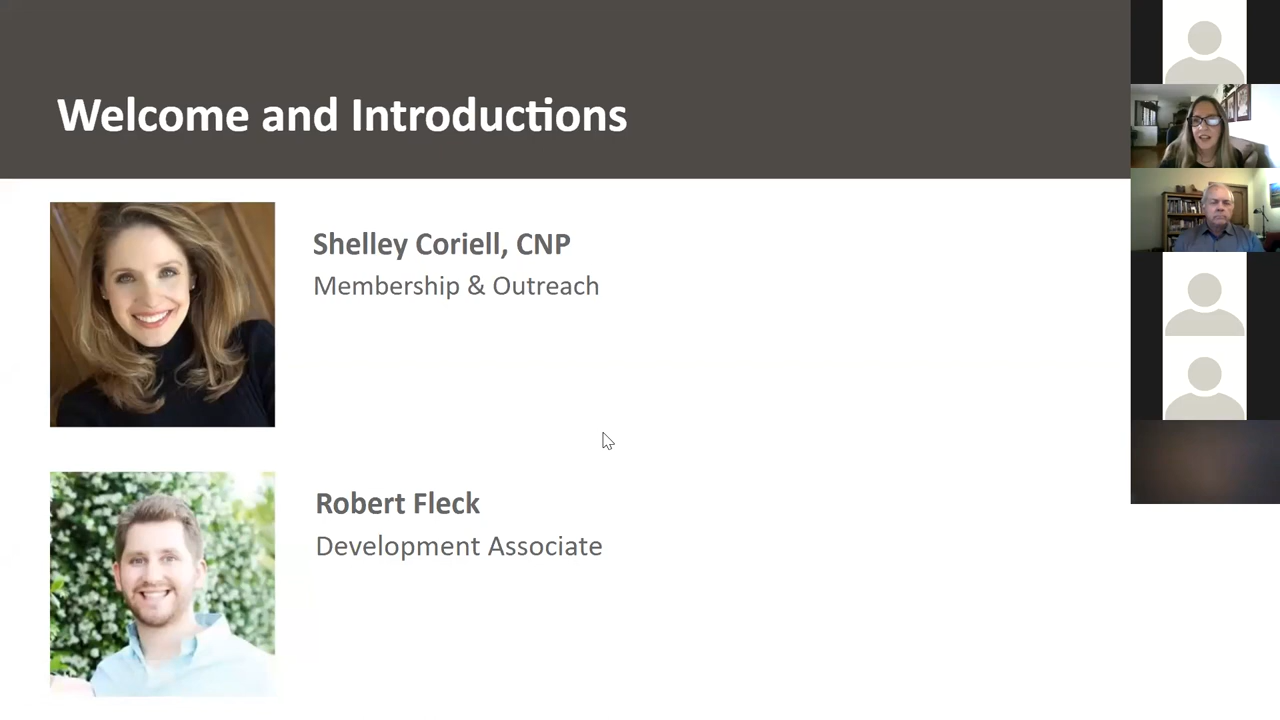 Welcome and Introductions
Shelley Coriell, CNP
Membership & Outreach
Robert Fleck
Development Associate